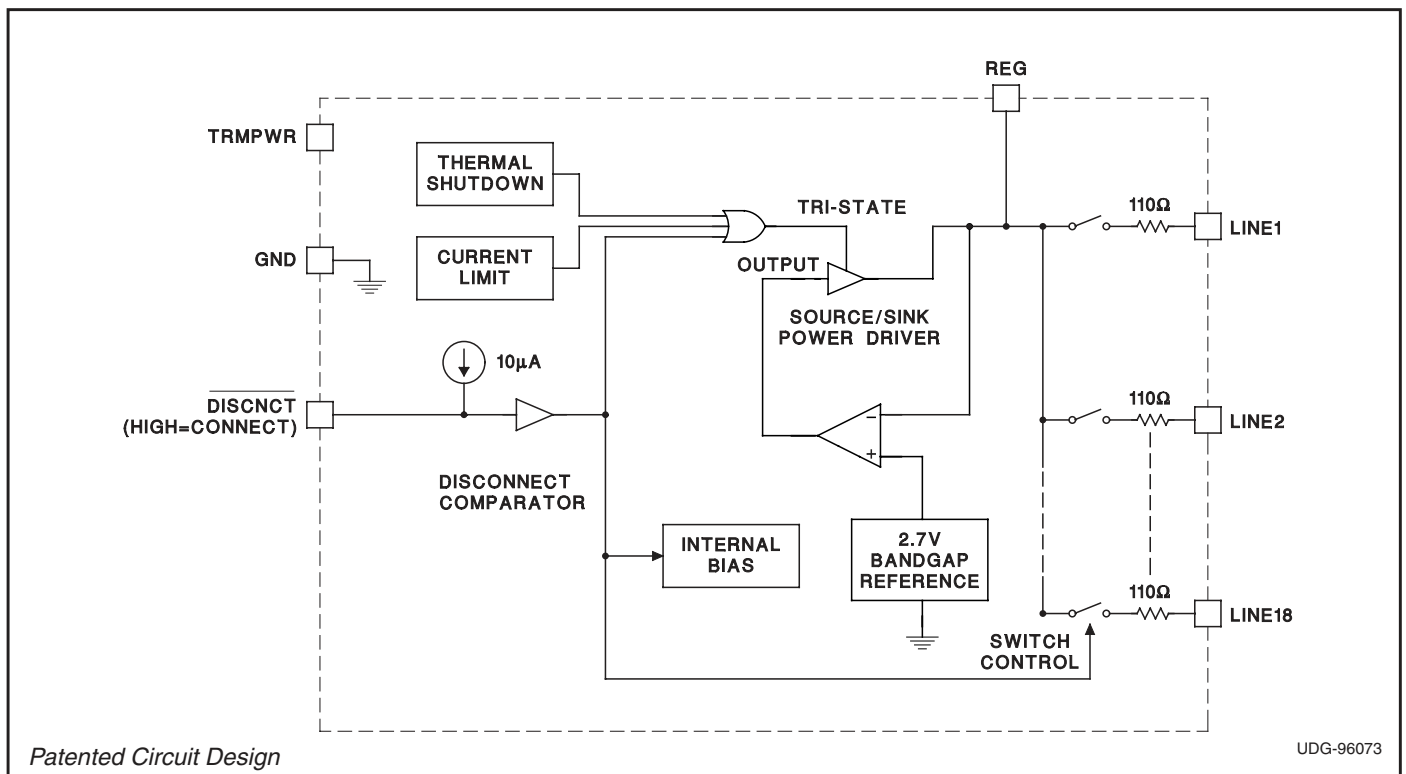 REG
TRMPWR
THERMAL
SHUTDOWN
TRI-STATE
110Ω
LINE1
GND
CURRENT
LIMIT
OUTPUT
SOURCE/SINK
POWER DRIVER
10µA
DISCNCT
(HIGH=CONNECT)
110Ω
LINE2
−
+
DISCONNECT
COMPARATOR
INTERNAL
BIAS
2.7V
BANDGAP
REFERENCE
110Ω
LINE18
SWITCH
CONTROL
Patented Circuit Design
UDG-96073